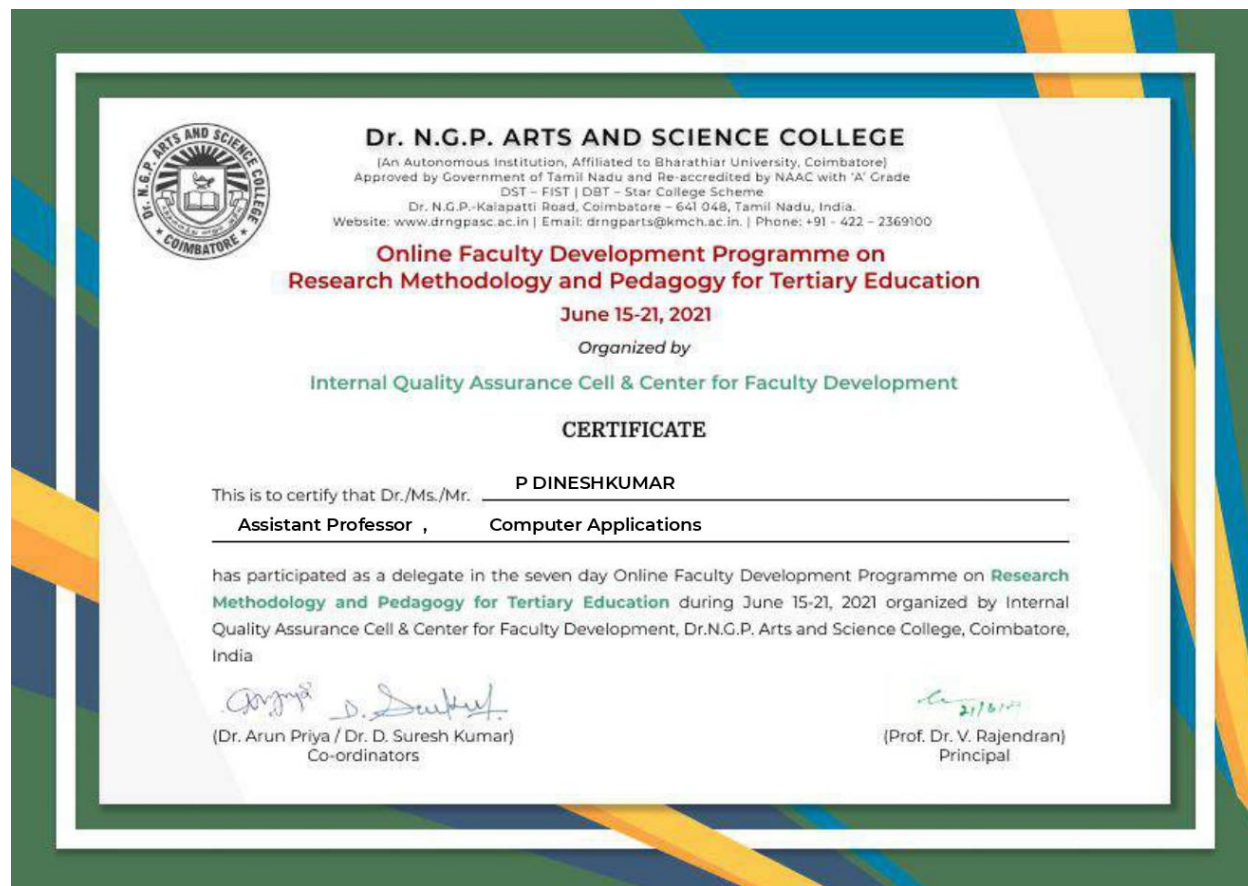 Dr. N.G.P. ARTS AND SCIENCE COLLEGE
COIMBATORE
Dr. N.G.P. ARTS AND SCIENCE COLLEGE
(An Autonomous Institution, Affiliated to Bharathiar University, Coimbatore)
Approved by Government of Tamil Nadu and Re-accredited by NAAC with 'A' Grade
DST – FIST | DBT – Star College Scheme
Dr. N.G.P.-Kalapatti Road, Coimbatore – 641 048, Tamil Nadu, India.
Website: www.drngpasc.ac.in | Email: drngparts@kmch.ac.in. | Phone: +91 - 422 – 2369100
Online Faculty Development Programme on
Research Methodology and Pedagogy for Tertiary Education
June 15-21, 2021
Organized by
Internal Quality Assurance Cell & Center for Faculty Development
CERTIFICATE
This is to certify that Dr./Ms./Mr. P DINESHKUMAR
Assistant Professor , Computer Applications
has participated as a delegate in the seven day Online Faculty Development Programme on Research
Methodology and Pedagogy for Tertiary Education during June 15-21, 2021 organized by Internal
Quality Assurance Cell & Center for Faculty Development, Dr.N.G.P. Arts and Science College, Coimbatore,
India
(Dr. Arun Priya / Dr. D. Suresh Kumar)
Co-ordinators
(Prof. Dr. V. Rajendran)
Principal